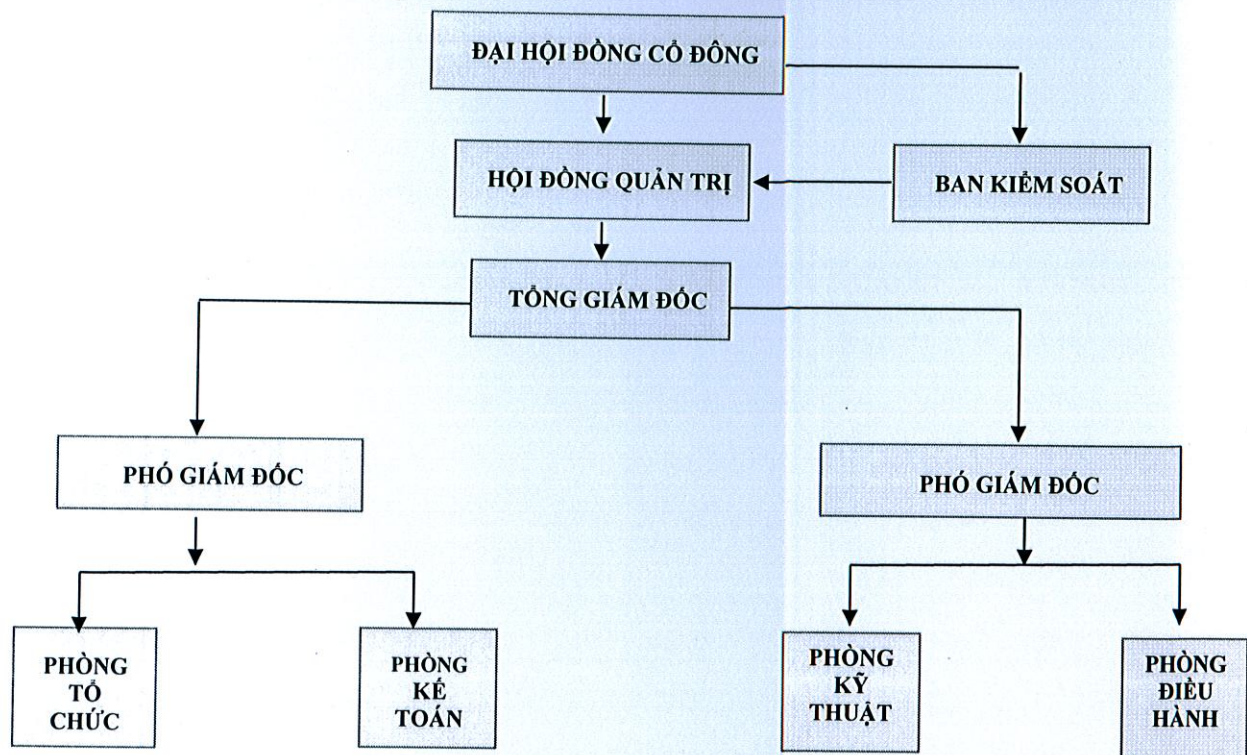 ĐẠI HỘI ĐỒNG CỔ ĐÔNG
HỘI ĐỒNG QUẢN TRỊ
BAN KIỂM SOÁT
TỔNG GIÁM ĐỐC
PHÓ GIÁM ĐỐC
PHÓ GIÁM ĐỐC
PHÒNG
TỔ
CHỨC
PHÒNG
KẾ
TOÁN
PHÒNG
KỸ
THUẬT
PHÒNG
ĐIỀU
HÀNH